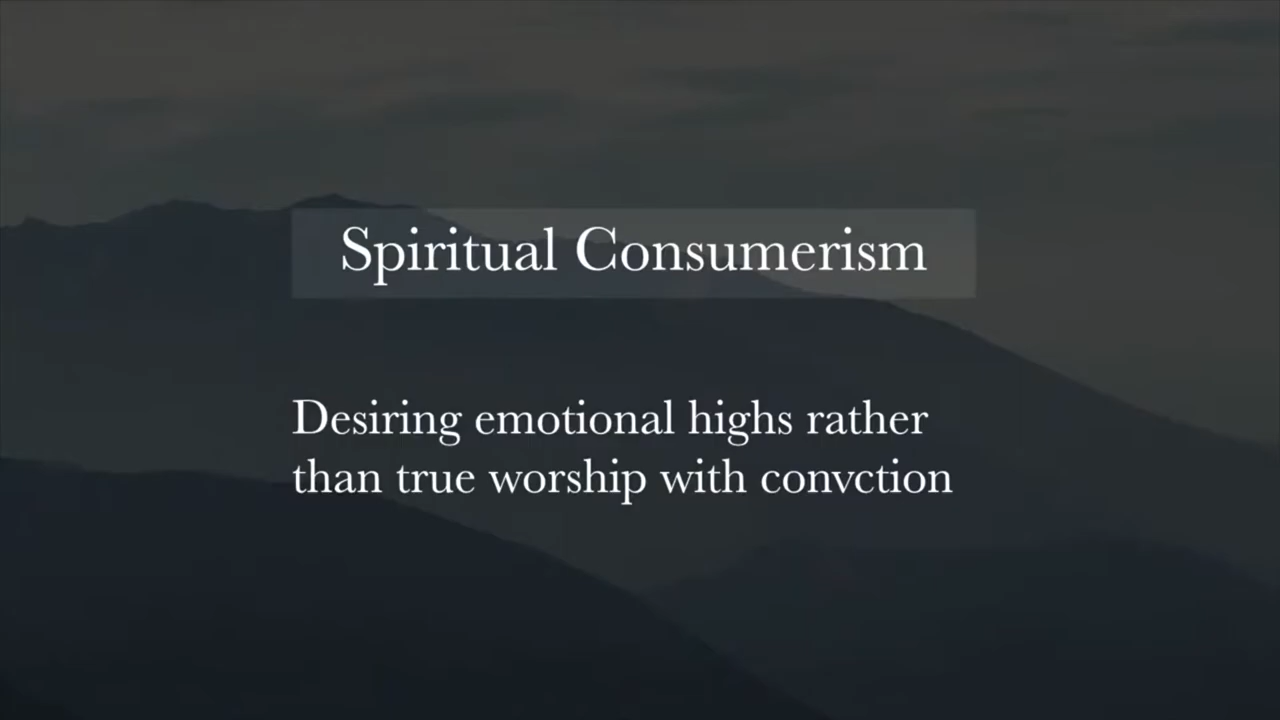 Spiritual Consumerism
Desiring emotional highs rather
than true worship with convction